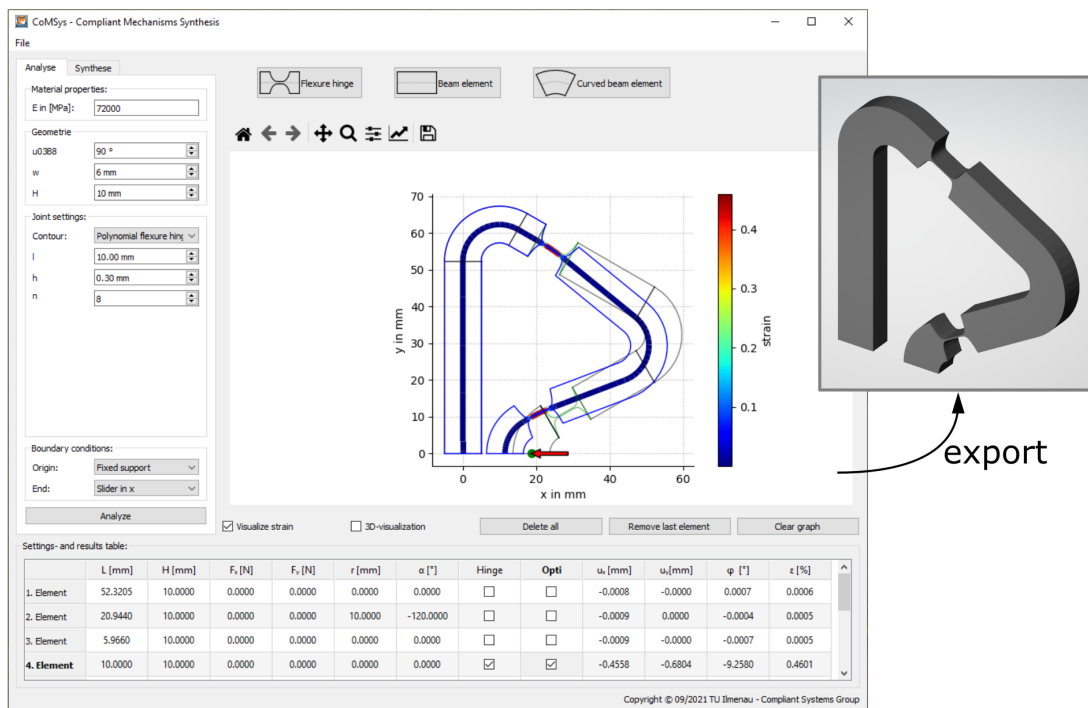 CoMSys - Compliant Mechanisms Synthesis
File
Analyse Synthese
Material properties:
E in [MPa]: 72000
Geometrie
u03B8 90 °
w 6 mm
H 10 mm
Joint settings:
Contour: Polynomial flexure hing
l 10.00 mm
h 0.30 mm
n 8
Boundary conditions:
Origin: Fixed support
End: Slider in x
Analyze
Flexure hinge Beam element Curved beam element
70
60
50
40
30
20
10
0
y in mm
0 20 40 60
x in mm
0.4
0.3
0.2
0.1
strain
export
Visualize strain 3D-visualization Delete all Remove last element Clear graph
Settings- and results table:
L [mm] H [mm] Fₓ [N] Fᵧ [N] r [mm] α [°] Hinge Opti uₓ [mm] uᵧ[mm] φ [°] ε [%]
1. Element 52.3205 10.0000 0.0000 0.0000 0.0000 0.0000 -0.0008 -0.0000 0.0007 0.0006
2. Element 20.9440 10.0000 0.0000 0.0000 10.0000 -120.0000 -0.0009 0.0000 -0.0004 0.0005
3. Element 5.9660 10.0000 0.0000 0.0000 0.0000 0.0000 -0.0009 -0.0000 -0.0007 0.0005
4. Element 10.0000 10.0000 0.0000 0.0000 0.0000 0.0000 -0.4558 -0.6804 -9.2580 0.4601
Copyright © 09/2021 TU Ilmenau - Compliant Systems Group